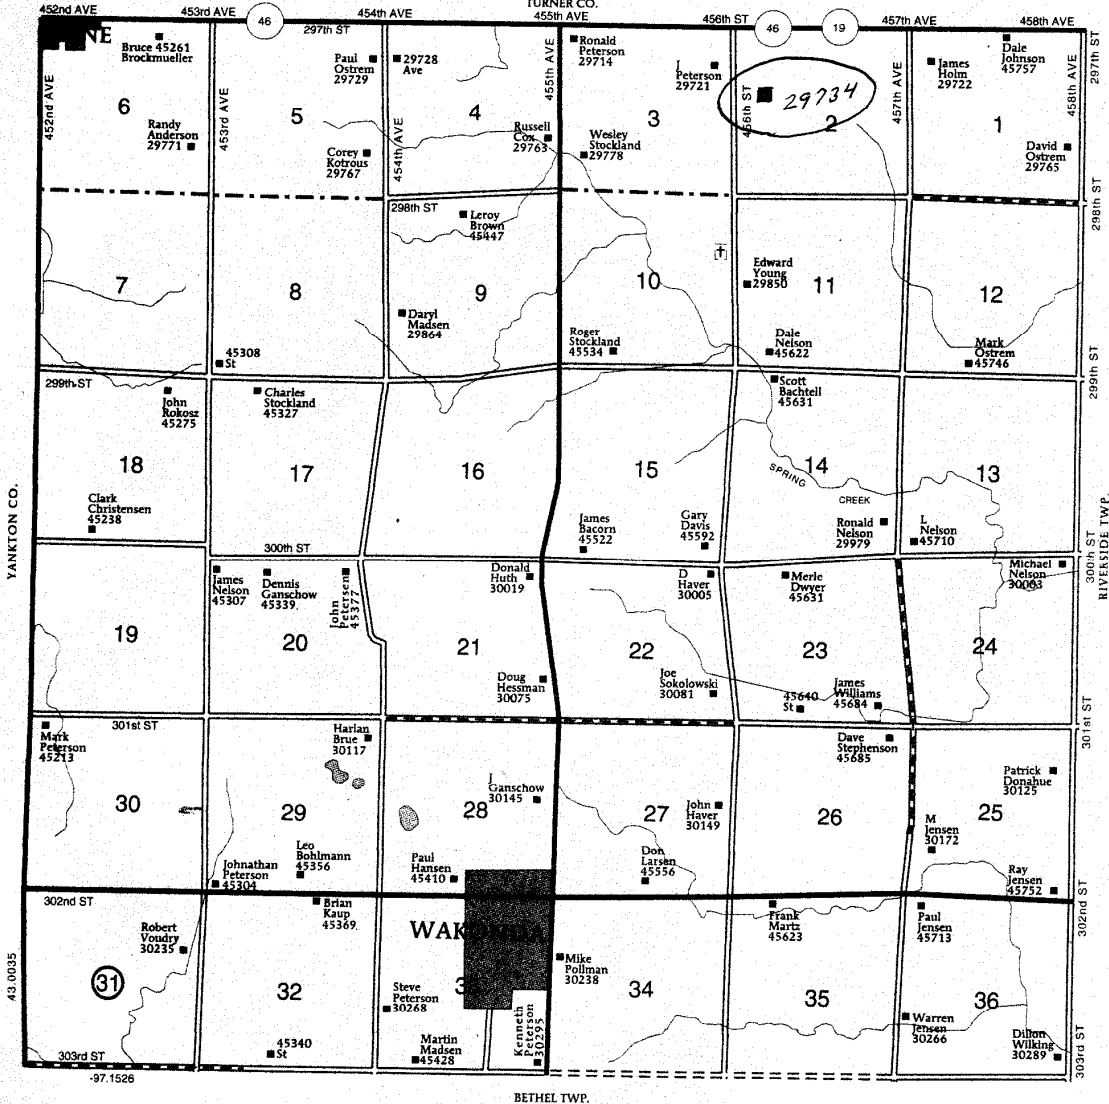 TURNER CO.
452nd AVE
453rd AVE
46
454th AVE
455th AVE
456th ST
46
19
457th AVE
458th AVE
297th ST
NE
Bruce 45261
Brockmueller
6
452nd AVE
Randy
Anderson
29771
453rd AVE
Paul
Ostrem
29729
5
Corey
Kotrous
29767
29728
Ave
4
454th AVE
Russell
Cox
29763
455th AVE
Ronald
Peterson
29714
J
Peterson
29721
3
Wesley
Stockland
29778
456th ST
29734
2
457th AVE
James
Holm
29722
Dale
Johnson
45757
458th AVE
297th ST
1
David
Ostrem
29765
298th ST
298th ST
7
8
Leroy
Brown
45447
9
Daryl
Madsen
29864
10
Roger
Stockland
45534
Edward
Young
29850
11
Dale
Nelson
45622
12
Mark
Ostrem
45746
45308
St
299th ST
299th ST
John
Rokosz
45275
Charles
Stockland
45327
Scott
Bachtell
45631
18
17
16
15
14
13
SPRING
CREEK
Clark
Christensen
45238
James
Bacorn
45522
Gary
Davis
45592
Ronald
Nelson
29979
L
Nelson
45710
YANKTON CO.
RIVERSIDE TWP.
300th ST
300th ST
James
Nelson
45307
Dennis
Ganschow
45339
John
Petersen
45377
Donald
Huth
30019
D
Haver
30005
Merle
Dwyer
45631
Michael
Nelson
30003
19
20
21
22
23
24
Doug
Hessman
30075
Joe
Sokolowski
30081
45640
St
James
Williams
45684
301st ST
301st ST
Mark
Peterson
45213
Harlan
Brue
30117
Dave
Stephenson
45685
Patrick
Donahue
30125
J
Ganschow
30145
John
Haver
30149
30
29
28
27
26
25
M
Jensen
30172
Johnathan
Peterson
45304
Leo
Bohlmann
45356
Paul
Hansen
45410
Don
Larsen
45556
Ray
Jensen
45752
302nd ST
302nd ST
Robert
Voudry
30235
Brian
Kaup
45369
WAKONDA
Mike
Pollman
30238
Frank
Martz
45623
Paul
Jensen
45713
31
32
Steve
Peterson
30268
34
35
36
Kenneth
Peterson
30295
Warren
Jensen
30266
Dillon
Wilking
30289
45340
St
Martin
Madsen
45428
43.0035
303rd ST
303rd ST
-97.1526
BETHEL TWP.